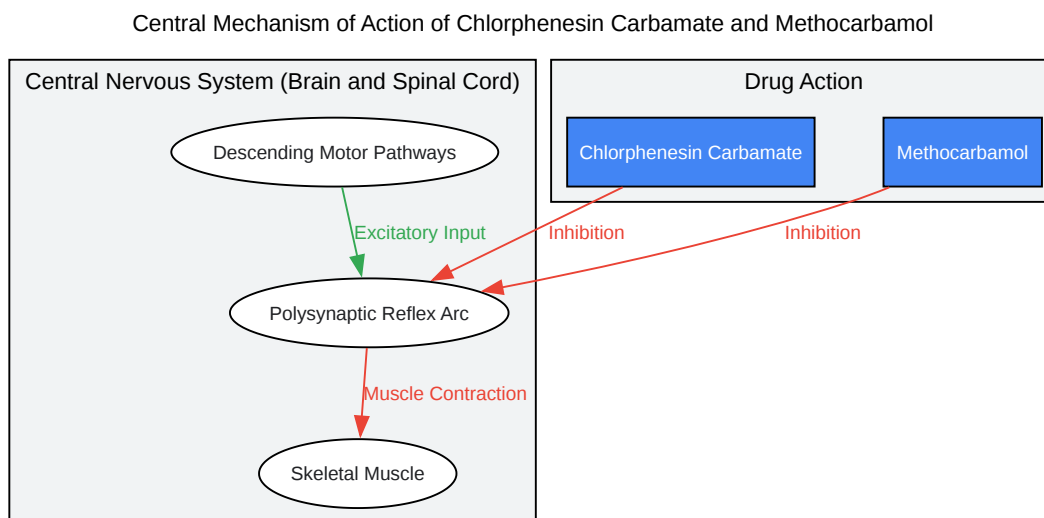 Central Mechanism of Action of Chlorphenesin Carbamate and Methocarbamol
Central Nervous System (Brain and Spinal Cord)
Drug Action
Descending Motor Pathways
Chlorphenesin Carbamate
Methocarbamol
Excitatory Input
Inhibition
Inhibition
Polysynaptic Reflex Arc
Muscle Contraction
Skeletal Muscle